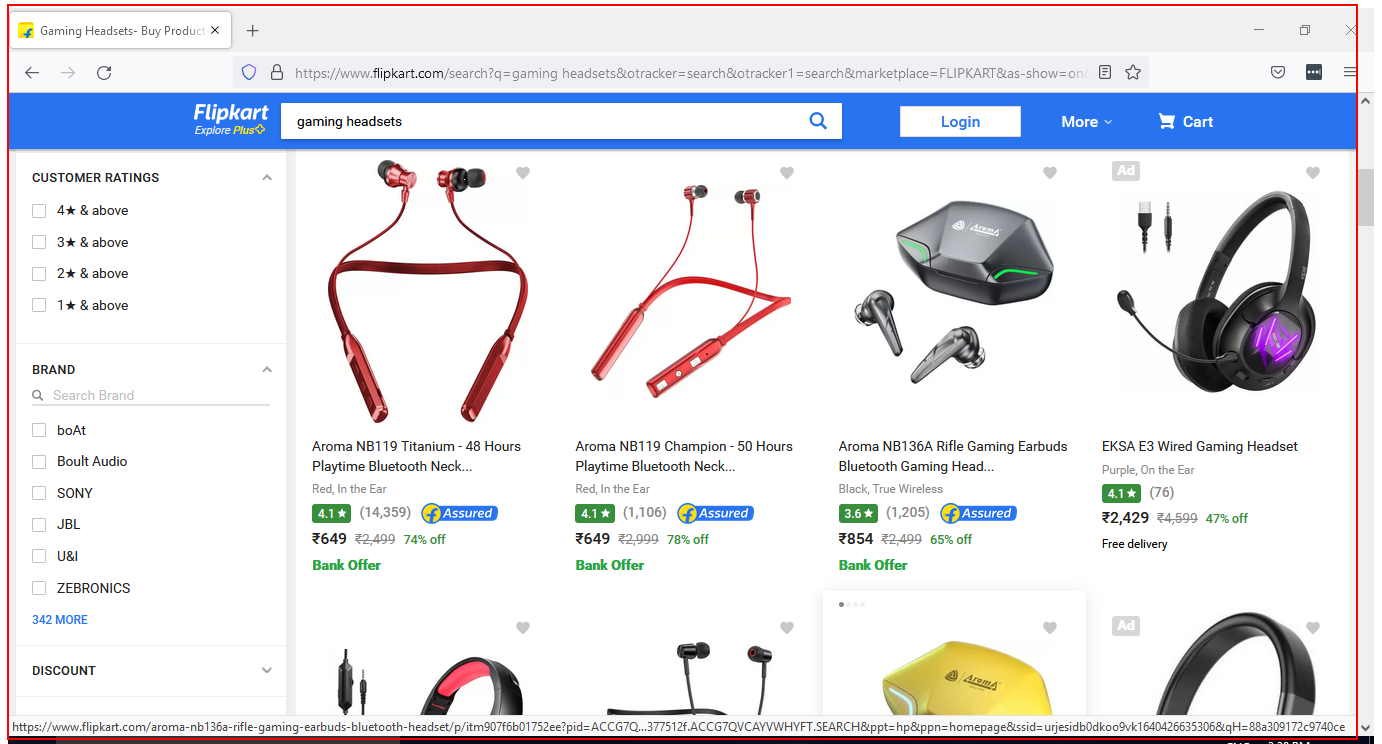 Gaming Headsets- Buy Product
https://www.flipkart.com/search?q=gaming headsets&otracker=search&otracker1=search&marketplace=FLIPKART&as-show=on&
Flipkart
Explore Plus
gaming headsets
Login
More
Cart
CUSTOMER RATINGS
4★ & above
3★ & above
2★ & above
1★ & above
BRAND
Search Brand
boAt
Boult Audio
SONY
JBL
U&I
ZEBRONICS
342 MORE
DISCOUNT
Aroma NB119 Titanium - 48 Hours
Playtime Bluetooth Neck...
Red, In the Ear
4.1★ (14,359) Assured
₹649 ₹2,499 74% off
Bank Offer
Aroma NB119 Champion - 50 Hours
Playtime Bluetooth Neck...
Red, In the Ear
4.1★ (1,106) Assured
₹649 ₹2,999 78% off
Bank Offer
AromA
Aroma NB136A Rifle Gaming Earbuds
Bluetooth Gaming Head...
Black, True Wireless
3.6★ (1,205) Assured
₹854 ₹2,499 65% off
Bank Offer
Ad
EKSA E3 Wired Gaming Headset
Purple, On the Ear
4.1★ (76)
₹2,429 ₹4,599 47% off
Free delivery
AromA
Ad
https://www.flipkart.com/aroma-nb136a-rifle-gaming-earbuds-bluetooth-headset/p/itm907f6b01752ee?pid=ACCG7Q...377512f.ACCG7QVCAYVWHYFT.SEARCH&ppt=hp&ppn=homepage&ssid=urjesidb0dkoo9vk1640426635306&qH=88a309172c9740ce